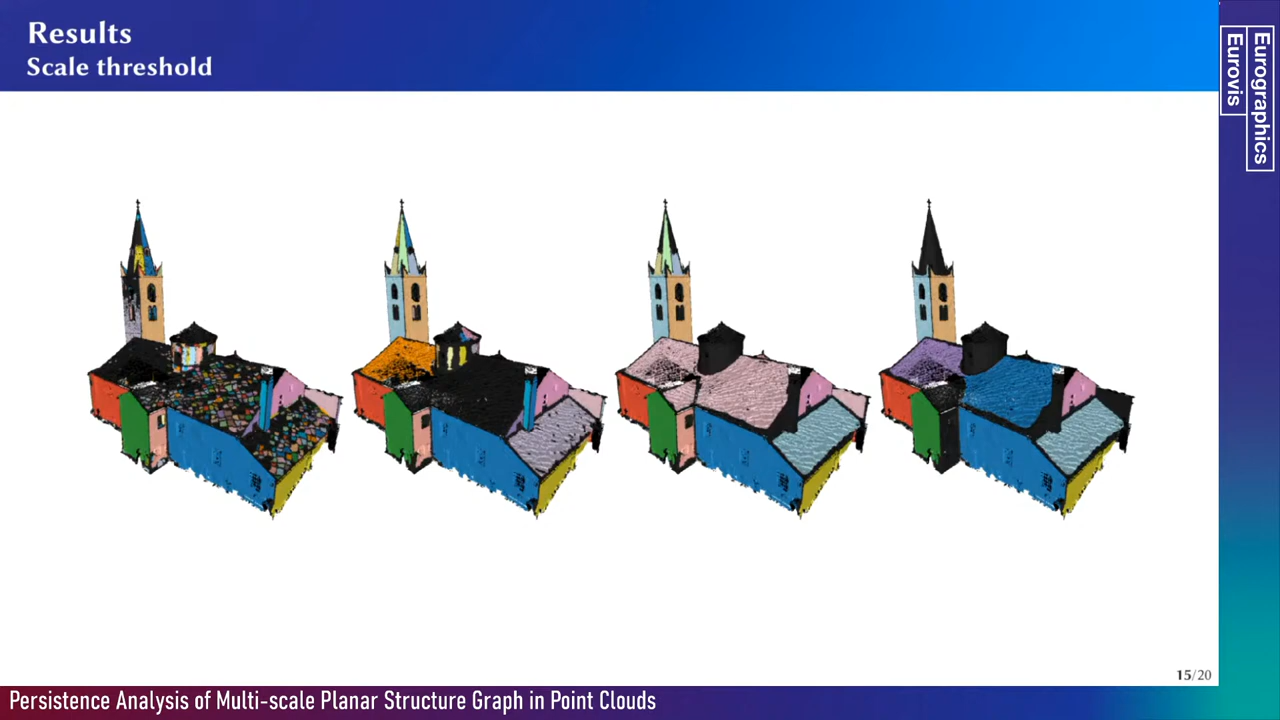 Results
Scale threshold
Eurographics
Eurovis
15/20
Persistence Analysis of Multi-scale Planar Structure Graph in Point Clouds